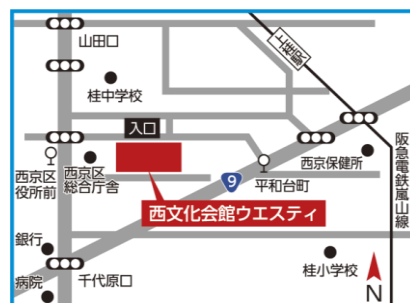 山田口
上桂駅
桂中学校
入口
西京区
役所前
西京区
総合庁舎
西京保健所
平和台町
9
阪急電鉄嵐山線
西文化会館ウエスティ
銀行
病院
千代原口
桂小学校
N